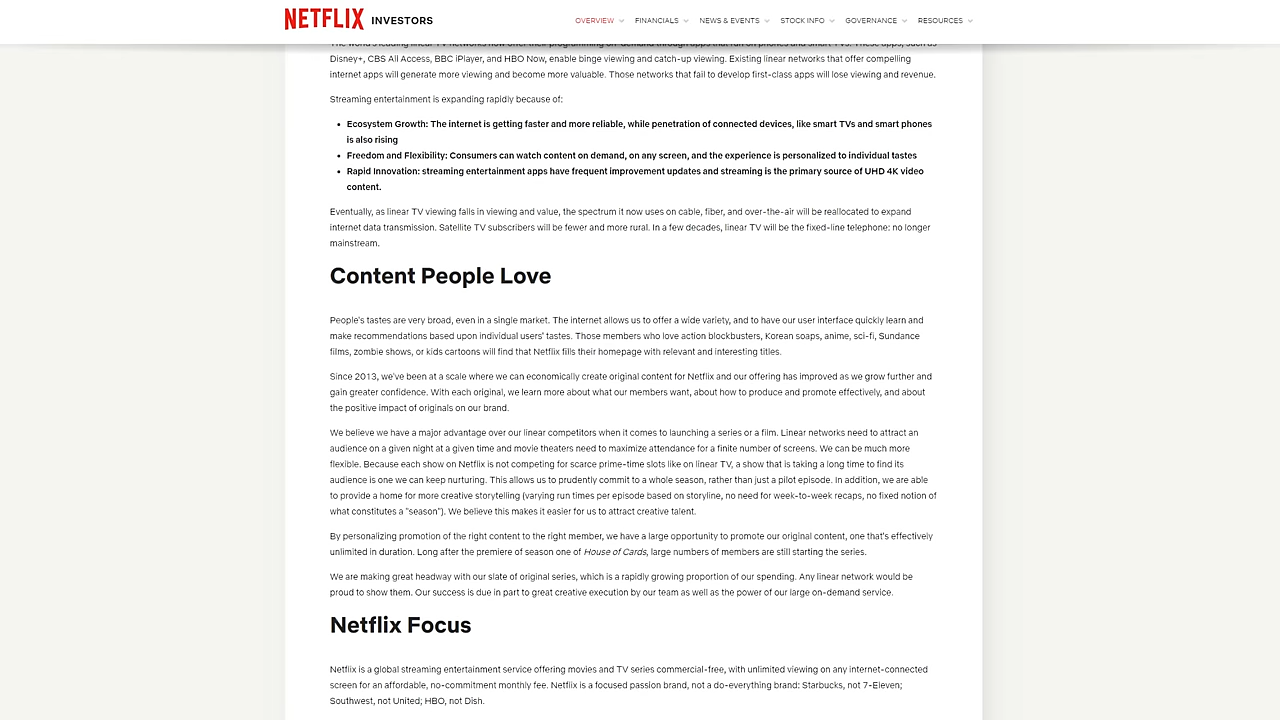 NETFLIX INVESTORS
OVERVIEW FINANCIALS NEWS & EVENTS STOCK INFO GOVERNANCE RESOURCES
The world's leading linear TV networks now offer their programming on-demand through apps that run on phones and smart TVs. These apps, such as
Disney+, CBS All Access, BBC iPlayer, and HBO Now, enable binge viewing and catch-up viewing. Existing linear networks that offer compelling
internet apps will generate more viewing and become more valuable. Those networks that fail to develop first-class apps will lose viewing and revenue.
Streaming entertainment is expanding rapidly because of:
• Ecosystem Growth: The internet is getting faster and more reliable, while penetration of connected devices, like smart TVs and smart phones
is also rising
• Freedom and Flexibility: Consumers can watch content on demand, on any screen, and the experience is personalized to individual tastes
• Rapid Innovation: streaming entertainment apps have frequent improvement updates and streaming is the primary source of UHD 4K video
content.
Eventually, as linear TV viewing falls in viewing and value, the spectrum it now uses on cable, fiber, and over-the-air will be reallocated to expand
internet data transmission. Satellite TV subscribers will be fewer and more rural. In a few decades, linear TV will be the fixed-line telephone: no longer
mainstream.
Content People Love
People's tastes are very broad, even in a single market. The internet allows us to offer a wide variety, and to have our user interface quickly learn and
make recommendations based upon individual users' tastes. Those members who love action blockbusters, Korean soaps, anime, sci-fi, Sundance
films, zombie shows, or kids cartoons will find that Netflix fills their homepage with relevant and interesting titles.
Since 2013, we've been at a scale where we can economically create original content for Netflix and our offering has improved as we grow further and
gain greater confidence. With each original, we learn more about what our members want, about how to produce and promote effectively, and about
the positive impact of originals on our brand.
We believe we have a major advantage over our linear competitors when it comes to launching a series or a film. Linear networks need to attract an
audience on a given night at a given time and movie theaters need to maximize attendance for a finite number of screens. We can be much more
flexible. Because each show on Netflix is not competing for scarce prime-time slots like on linear TV, a show that is taking a long time to find its
audience is one we can keep nurturing. This allows us to prudently commit to a whole season, rather than just a pilot episode. In addition, we are able
to provide a home for more creative storytelling (varying run times per episode based on storyline, no need for week-to-week recaps, no fixed notion of
what constitutes a "season"). We believe this makes it easier for us to attract creative talent.
By personalizing promotion of the right content to the right member, we have a large opportunity to promote our original content, one that's effectively
unlimited in duration. Long after the premiere of season one of House of Cards, large numbers of members are still starting the series.
We are making great headway with our slate of original series, which is a rapidly growing proportion of our spending. Any linear network would be
proud to show them. Our success is due in part to great creative execution by our team as well as the power of our large on-demand service.
Netflix Focus
Netflix is a global streaming entertainment service offering movies and TV series commercial-free, with unlimited viewing on any internet-connected
screen for an affordable, no-commitment monthly fee. Netflix is a focused passion brand, not a do-everything brand: Starbucks, not 7-Eleven;
Southwest, not United; HBO, not Dish.